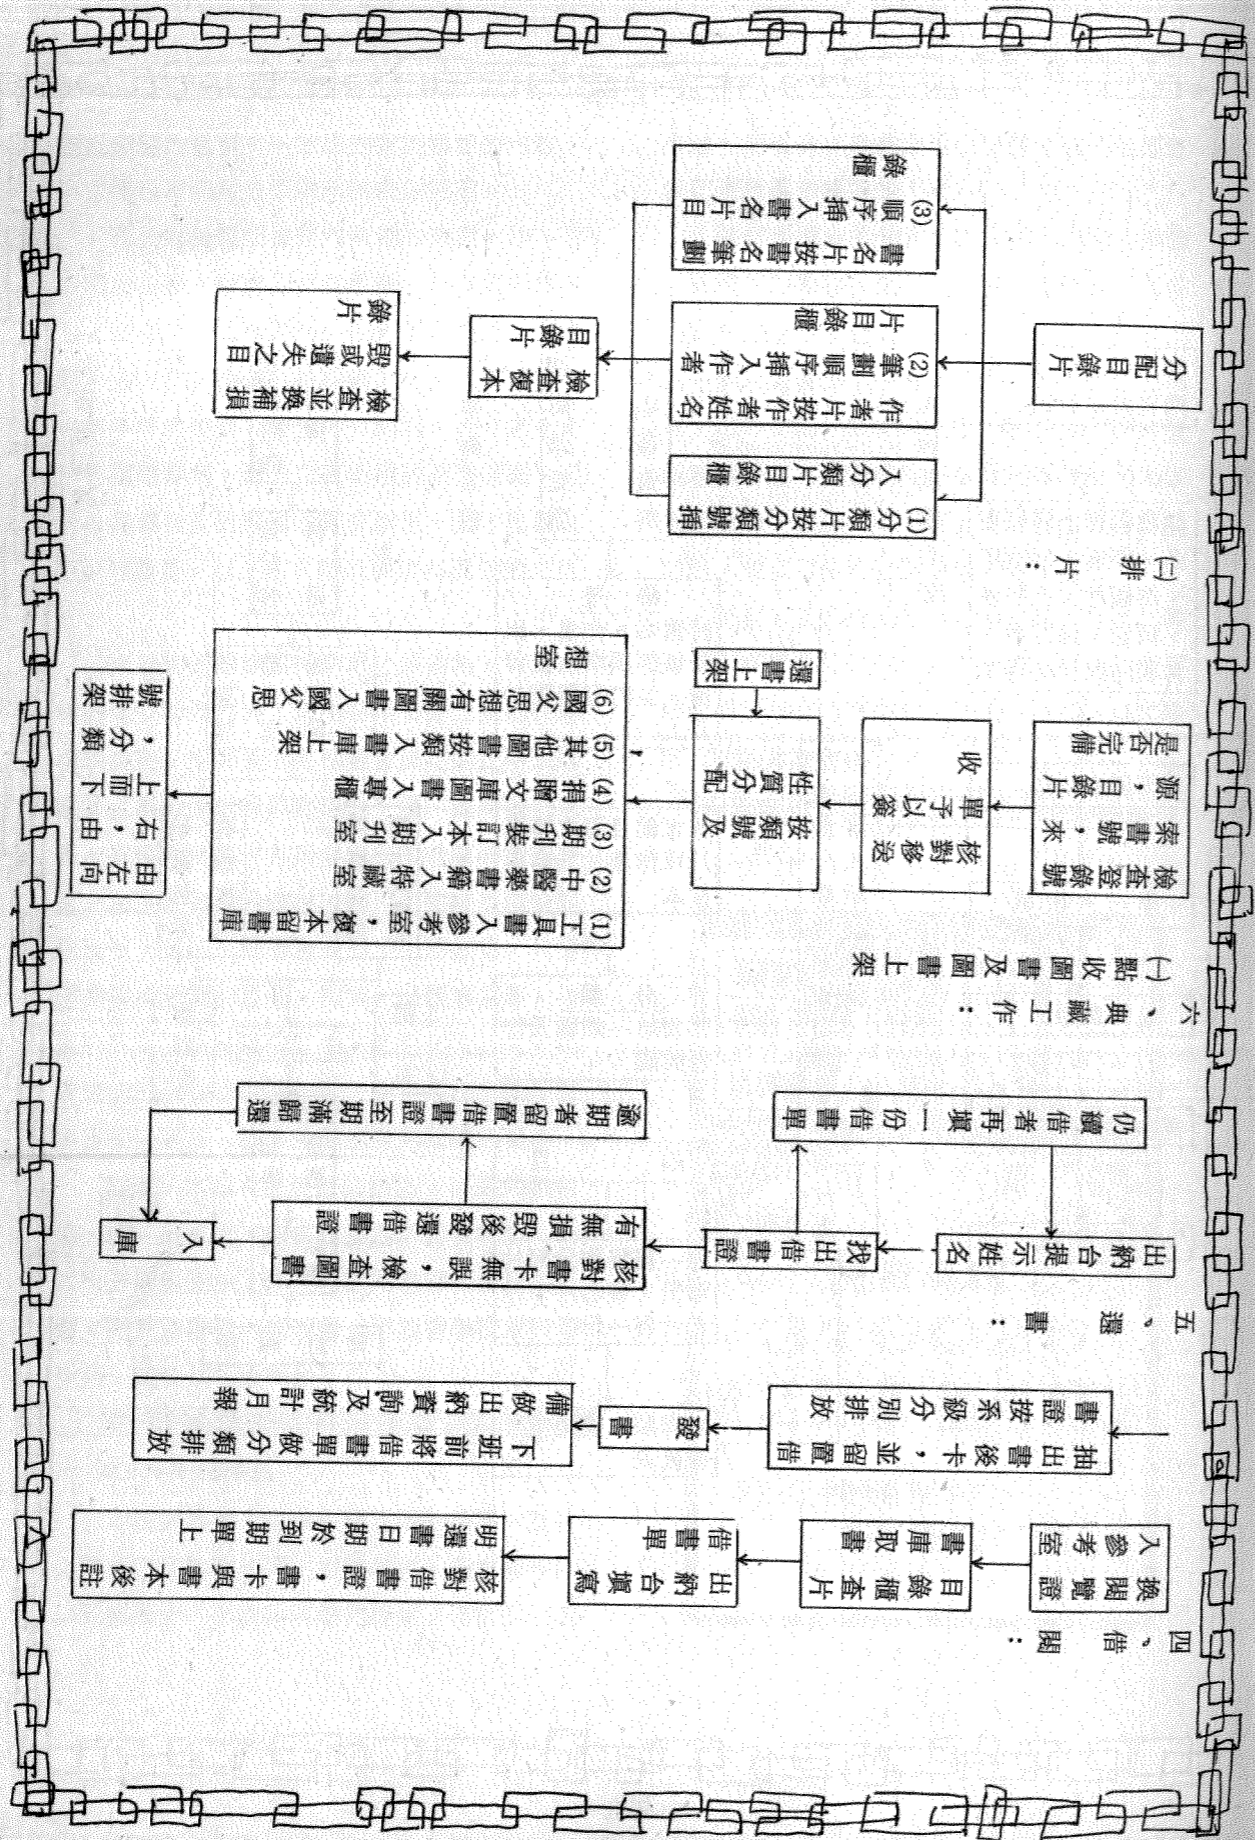 四、借閱：
換閱覽證
入參考室
目錄櫃查片
書庫取書
出納台填寫
借書單
核對借書證，書卡與書本後註
明還書日期於到期單上
抽出書後卡，並留置借
書證按系級分別排放
發書
下班前將借書單做分類排放
備做出納資詢及統計月報
五、還書：
出納台提示姓名
仍續借者再填一份借書單
找出借書證
核對書卡無誤，檢查圖書
有無損毀後發還借書證
逾期者留置借書證至期滿歸還
入庫
六、典藏工作：
㈠點收圖書及圖書上架
檢查登錄號
索書號，來
源，目錄片
是否完備
核對移送
單予以簽
收
按類號及
性質分配
還書上架
(1)工具書入參考室，複本留書庫
(2)中醫藥書籍入特藏室
(3)期刊裝訂本入期刊室
(4)捐贈文庫圖書入專櫃
(5)其他圖書按類入書庫上架
(6)國父思想有關圖書入國父思
想室
由左向
右，由
上而下
，分類
號排架
㈡排片：
分配目錄片
(1)分類片按分類號插
入分類片目錄櫃
作者片按作者姓名
(2)筆劃順序插入作者
片目錄櫃
書名片按書名筆劃
(3)順序插入書名片目
錄櫃
檢查複本
目錄片
檢查並換補損
毀或遺失之目
錄片